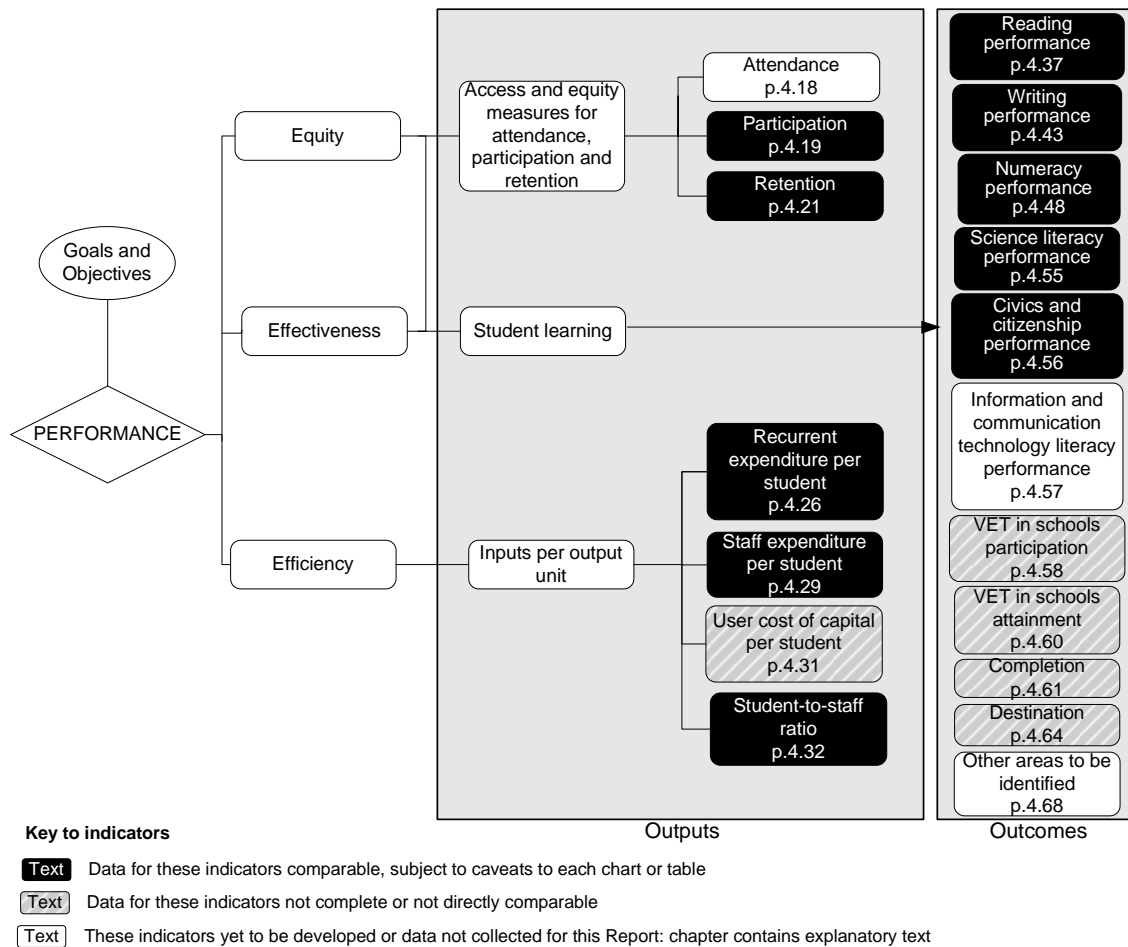 Goals and
Objectives
PERFORMANCE
Equity
Effectiveness
Efficiency
Access and equity
measures for
attendance,
participation and
retention
Student learning
Inputs per output
unit
Attendance
p.4.18
Participation
p.4.19
Retention
p.4.21
Recurrent
expenditure per
student
p.4.26
Staff expenditure
per student
p.4.29
User cost of capital
per student
p.4.31
Student-to-staff
ratio
p.4.32
Outputs
Reading
performance
p.4.37
Writing
performance
p.4.43
Numeracy
performance
p.4.48
Science literacy
performance
p.4.55
Civics and
citizenship
performance
p.4.56
Information and
communication
technology literacy
performance
p.4.57
VET in schools
participation
p.4.58
VET in schools
attainment
p.4.60
Completion
p.4.61
Destination
p.4.64
Other areas to be
identified
p.4.68
Outcomes
Key to indicators
Text Data for these indicators comparable, subject to caveats to each chart or table
Text Data for these indicators not complete or not directly comparable
Text These indicators yet to be developed or data not collected for this Report: chapter contains explanatory text